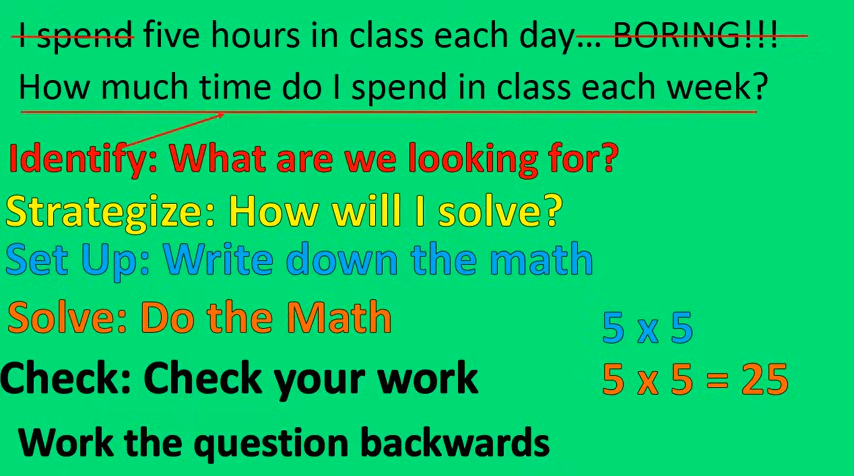 I spend five hours in class each day... BORING!!!
How much time do I spend in class each week?
Identify: What are we looking for?
Strategize: How will I solve?
Set Up: Write down the math
Solve: Do the Math
5 x 5
Check: Check your work
5 x 5 = 25
Work the question backwards